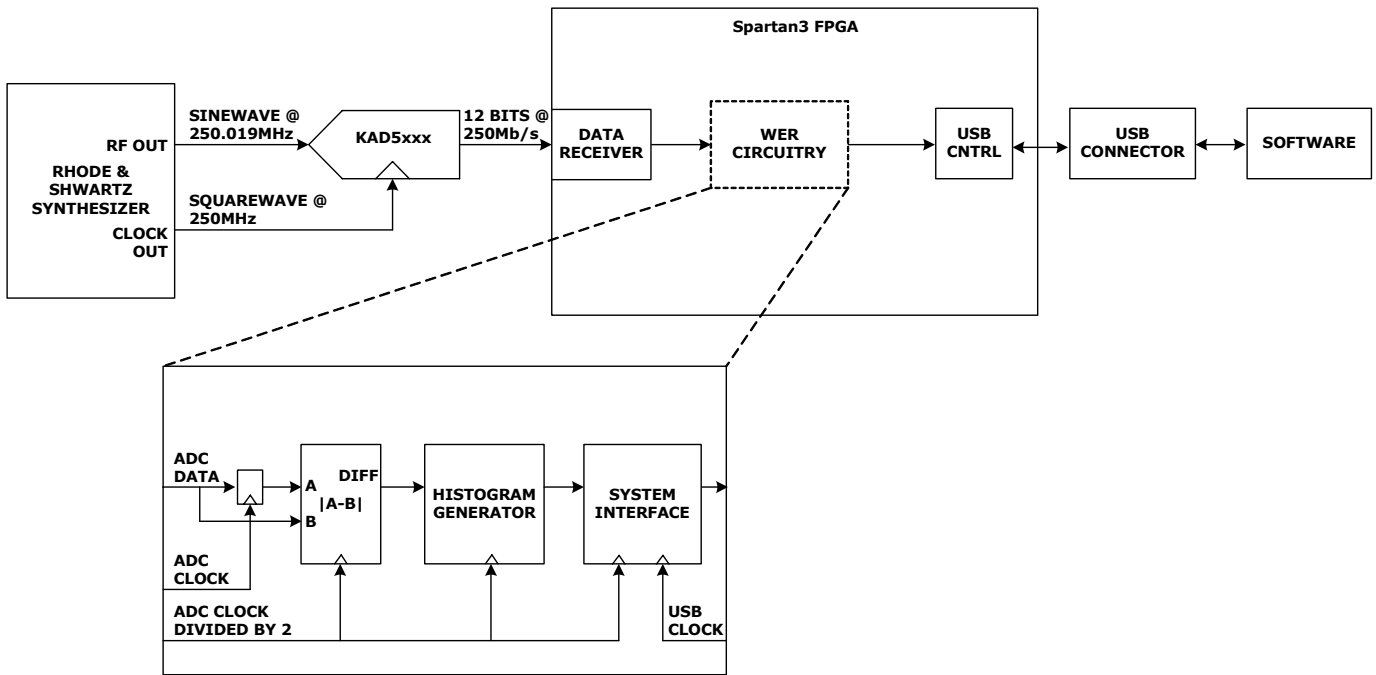 Spartan3 FPGA
SINEWAVE @
250.019MHz
RF OUT
RHODE &
SHWARTZ
SYNTHESIZER
SQUAREWAVE @
250MHz
CLOCK
OUT
KAD5xxx
12 BITS @
250Mb/s
DATA
RECEIVER
WER
CIRCUITRY
USB
CNTRL
USB
CONNECTOR
SOFTWARE
ADC
DATA
A
DIFF
|A-B|
B
HISTOGRAM
GENERATOR
SYSTEM
INTERFACE
ADC
CLOCK
ADC CLOCK
DIVIDED BY 2
USB
CLOCK